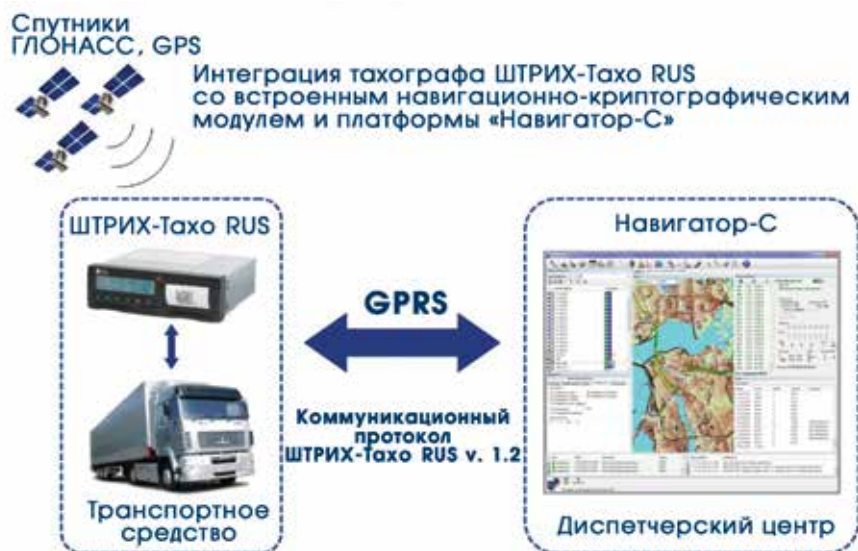 Спутники
ГЛОНАСС, GPS
Интеграция тахографа ШТРИХ-Тахо RUS
со встроенным навигационно-криптографическим
модулем и платформы «Навигатор-С»
ШТРИХ-Тахо RUS
Навигатор-С
GPRS
Коммуникационный
протокол
ШТРИХ-Тахо RUS v. 1.2
Транспортное
средство
Диспетчерский центр